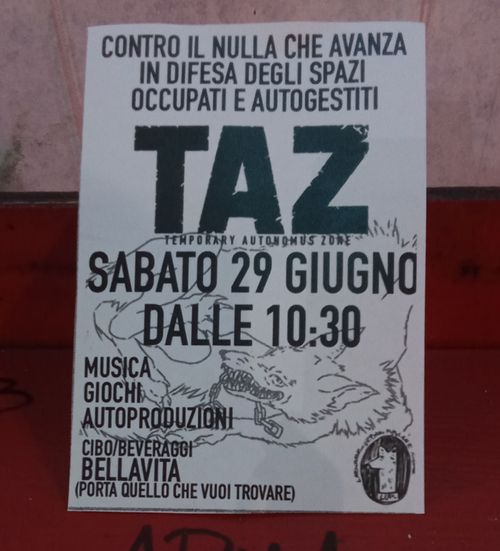 CONTRO IL NULLA CHE AVANZA
IN DIFESA DEGLI SPAZI
OCCUPATI E AUTOGESTITI
TAZ
TEMPORARY AUTONOMUS ZONE
SABATO 29 GIUGNO
DALLE 10:30
MUSICA
GIOCHI
AUTOPRODUZIONI
CIBO/BEVERAGGI
BELLAVITA
(PORTA QUELLO CHE VUOI TROVARE)